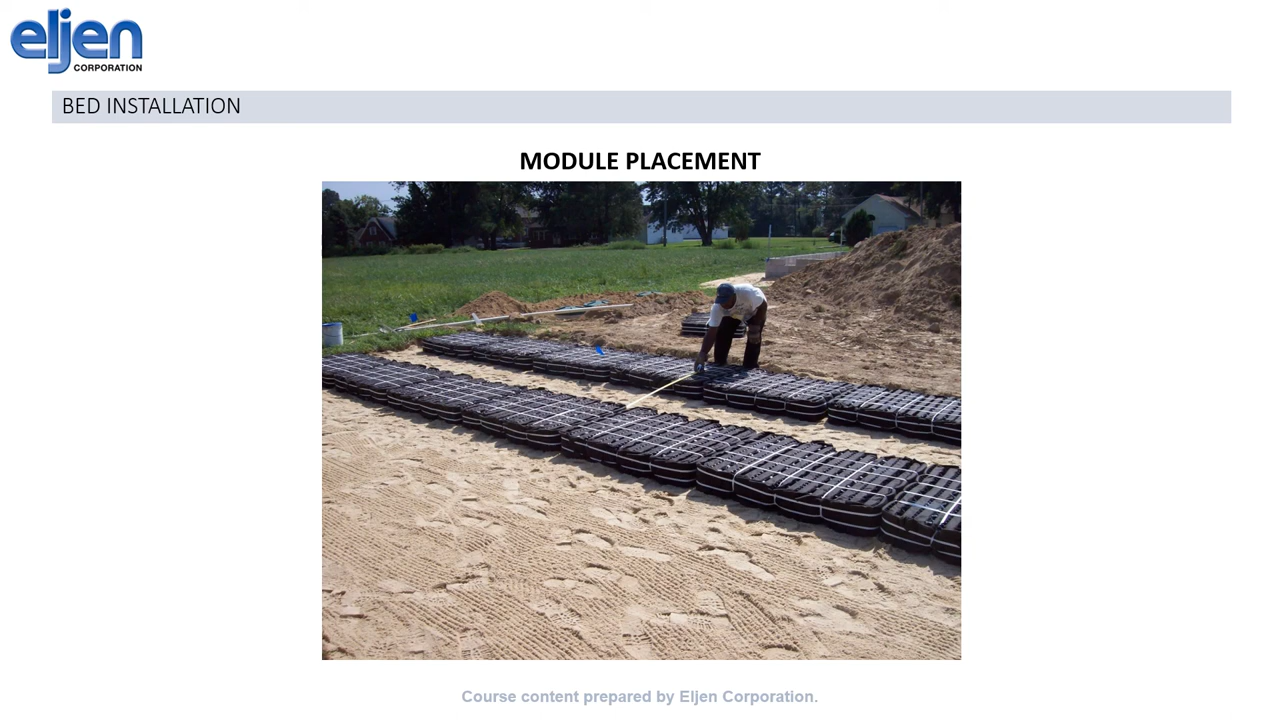 eljen
CORPORATION
BED INSTALLATION
MODULE PLACEMENT
Course content prepared by Eljen Corporation.